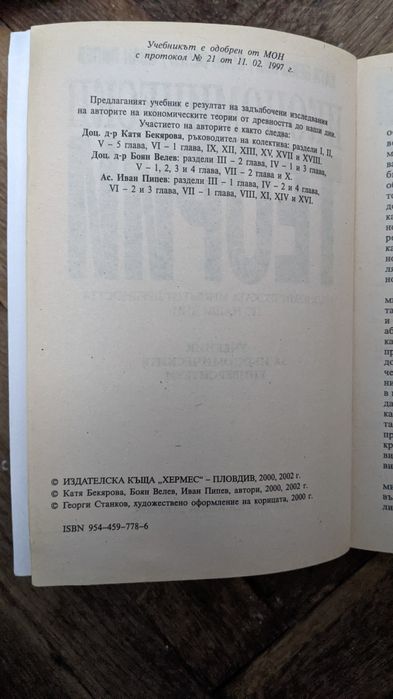 Учебникът е одобрен от МОН
с протокол № 21 от 11. 02. 1997 г.
Предлаганият учебник е резултат на задълбочени изследвания
на авторите на икономическите теории от древността до наши дни.
Участието на авторите е както следва:
Доц. д-р Катя Бекярова, ръководител на колектива: раздели I, II,
V – 5 глава, VI – 1 глава, IX, XII, XIII, XV, XVII и XVIII.
Доц. д-р Боян Велев: раздели III – 2 глава, IV – 1 и 3 глава,
V – 1, 2, 3 и 4 глава, VII – 2 глава и X.
Ас. Иван Пипев: раздели III – 1 глава, IV – 2 и 4 глава,
VI – 2 и 3 глава, VII – 1 глава, VIII, XI, XIV и XVI.
© ИЗДАТЕЛСКА КЪЩА „ХЕРМЕС“ – ПЛОВДИВ, 2000, 2002 г.
© Катя Бекярова, Боян Велев, Иван Пипев, автори, 2000, 2002 г.
© Георги Станков, художествено оформление на корицата, 2000 г.
ISBN 954-459-778-6